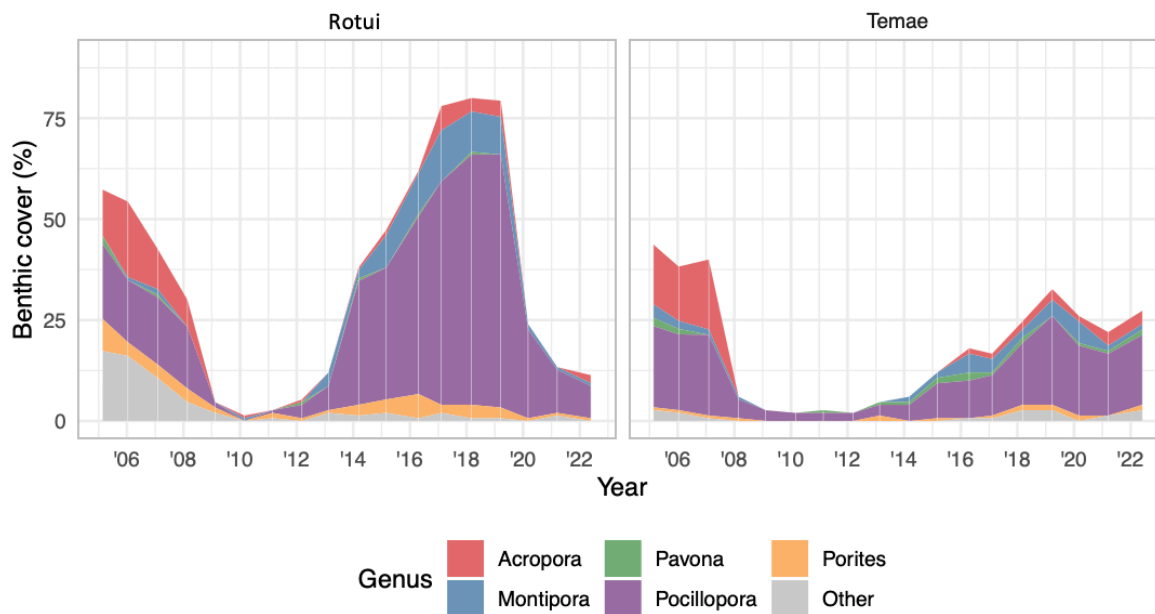 Rotui Temae
Benthic cover (%)
75
50
25
0
'06 '08 '10 '12 '14 '16 '18 '20 '22 '06 '08 '10 '12 '14 '16 '18 '20 '22
Year
Genus
Acropora Pavona Porites
Montipora Pocillopora Other